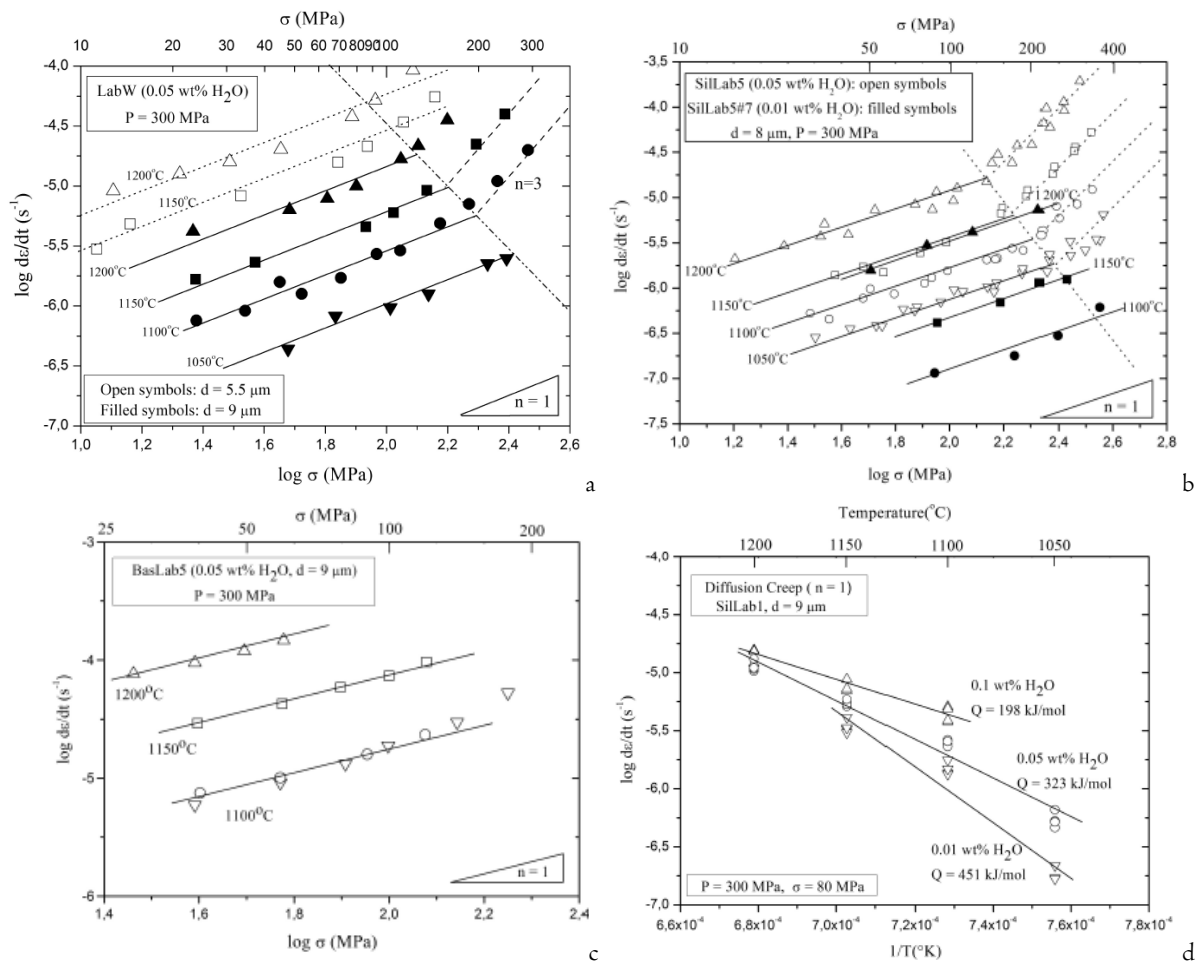 σ (MPa)
10 20 30 40 50 60 70 80 90 100 200 300
-4,0
-4,5
-5,0
-5,5
-6,0
-6,5
-7,0
log dε/dt (s⁻¹)
LabW (0.05 wt% H₂O)
P = 300 MPa
1200°C
1150°C
n=3
1200°C
1150°C
1100°C
1050°C
Open symbols: d = 5.5 μm
Filled symbols: d = 9 μm
n = 1
1,0 1,2 1,4 1,6 1,8 2,0 2,2 2,4 2,6
log σ (MPa)
a
σ (MPa)
10 50 100 200 400
-3,5
-4,0
-4,5
-5,0
-5,5
-6,0
-6,5
-7,0
-7,5
log dε/dt (s⁻¹)
SilLab5 (0.05 wt% H₂O): open symbols
SilLab5#7 (0.01 wt% H₂O): filled symbols
d = 8 μm, P = 300 MPa
1200°C
1200°C
1150°C
1150°C
1100°C
1100°C
1050°C
n = 1
1,0 1,2 1,4 1,6 1,8 2,0 2,2 2,4 2,6 2,8
log σ (MPa)
b
σ (MPa)
25 50 100 200
-3
-4
-5
-6
log dε/dt (s⁻¹)
BasLab5 (0.05 wt% H₂O, d = 9 μm)
P = 300 MPa
1200°C
1150°C
1100°C
n = 1
1,4 1,6 1,8 2,0 2,2 2,4
log σ (MPa)
c
Temperature(°C)
1200 1150 1100 1050
-4,0
-4,5
-5,0
-5,5
-6,0
-6,5
-7,0
log dε/dt (s⁻¹)
Diffusion Creep ( n = 1)
SilLab1, d = 9 μm
0.1 wt% H₂O
Q = 198 kJ/mol
0.05 wt% H₂O
Q = 323 kJ/mol
0.01 wt% H₂O
Q = 451 kJ/mol
P = 300 MPa, σ = 80 MPa
6,6x10⁻⁴ 7,0x10⁻⁴ 7,2x10⁻⁴ 7,4x10⁻⁴ 7,8x10⁻⁴
1/T(°K)
d